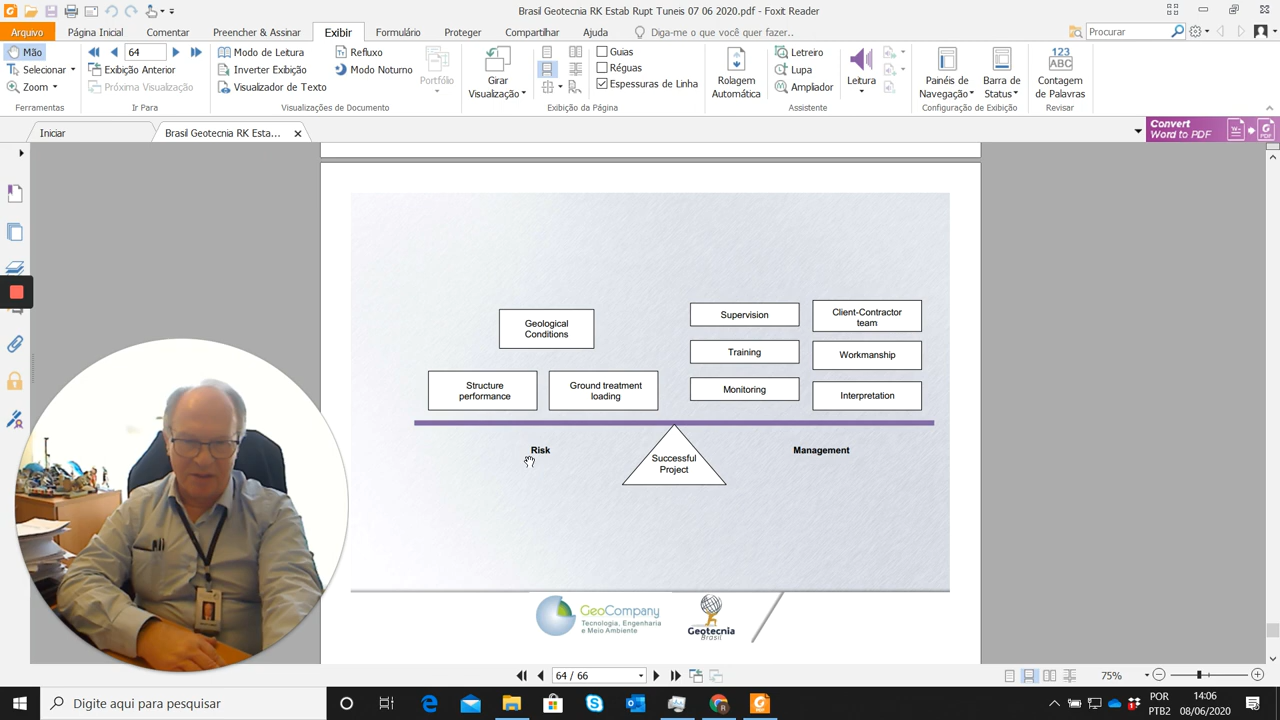 Brasil Geotecnia RK Estab Rupt Tuneis 07 06 2020.pdf - Foxit Reader
Arquivo Página Inicial Comentar Preencher & Assinar Exibir Formulário Proteger Compartilhar Ajuda Diga-me o que você quer fazer.. Procurar
Mão
Selecionar
Zoom
Ferramentas
64
Exibição Anterior
Próxima Visualização
Ir Para
Modo de Leitura
Inverter Exibição
Visualizador de Texto
Refluxo
Modo Noturno
Portfólio
Visualizações de Documento
Girar
Visualização
Guias
Réguas
Espessuras de Linha
Exibição da Página
Rolagem
Automática
Letreiro
Lupa
Ampliador
Assistente
Leitura
Painéis de
Navegação
Barra de
Status
Configuração de Exibição
123
ABC
Contagem
de Palavras
Revisar
Iniciar
Brasil Geotecnia RK Esta...
Convert
Word to PDF
PDF
Geological
Conditions
Structure
performance
Ground treatment
loading
Supervision
Training
Monitoring
Client-Contractor
team
Workmanship
Interpretation
Risk
Successful
Project
Management
GeoCompany
Tecnologia, Engenharia
e Meio Ambiente
Geotecnia
Brasil
64 / 66
75%
Digite aqui para pesquisar
POR
PTB2
14:06
08/06/2020